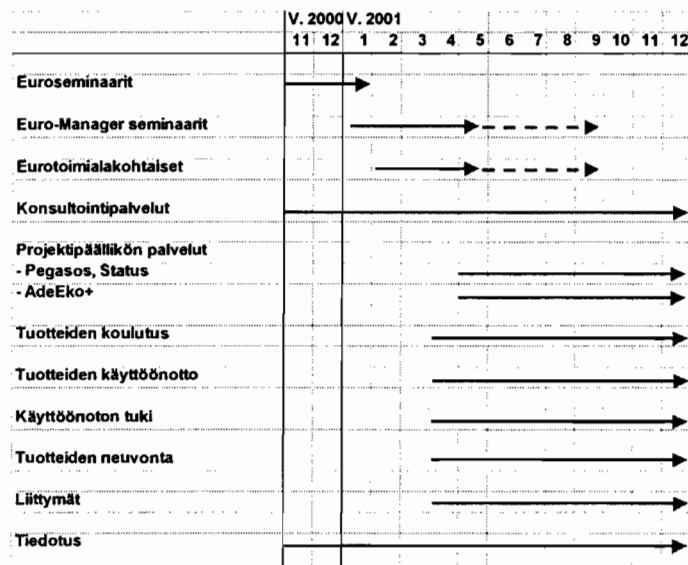 V. 2000 V. 2001
11 12 1 2 3 4 5 6 7 8 9 10 11 12
Euroseminaarit
Euro-Manager seminaarit
Eurotoimialakohtaiset
Konsultointipalvelut
Projektipäällikön palvelut
- Pegasos, Status
- AdeEko+
Tuotteiden koulutus
Tuotteiden käyttöönotto
Käyttöönoton tuki
Tuotteiden neuvonta
Liittymät
Tiedotus